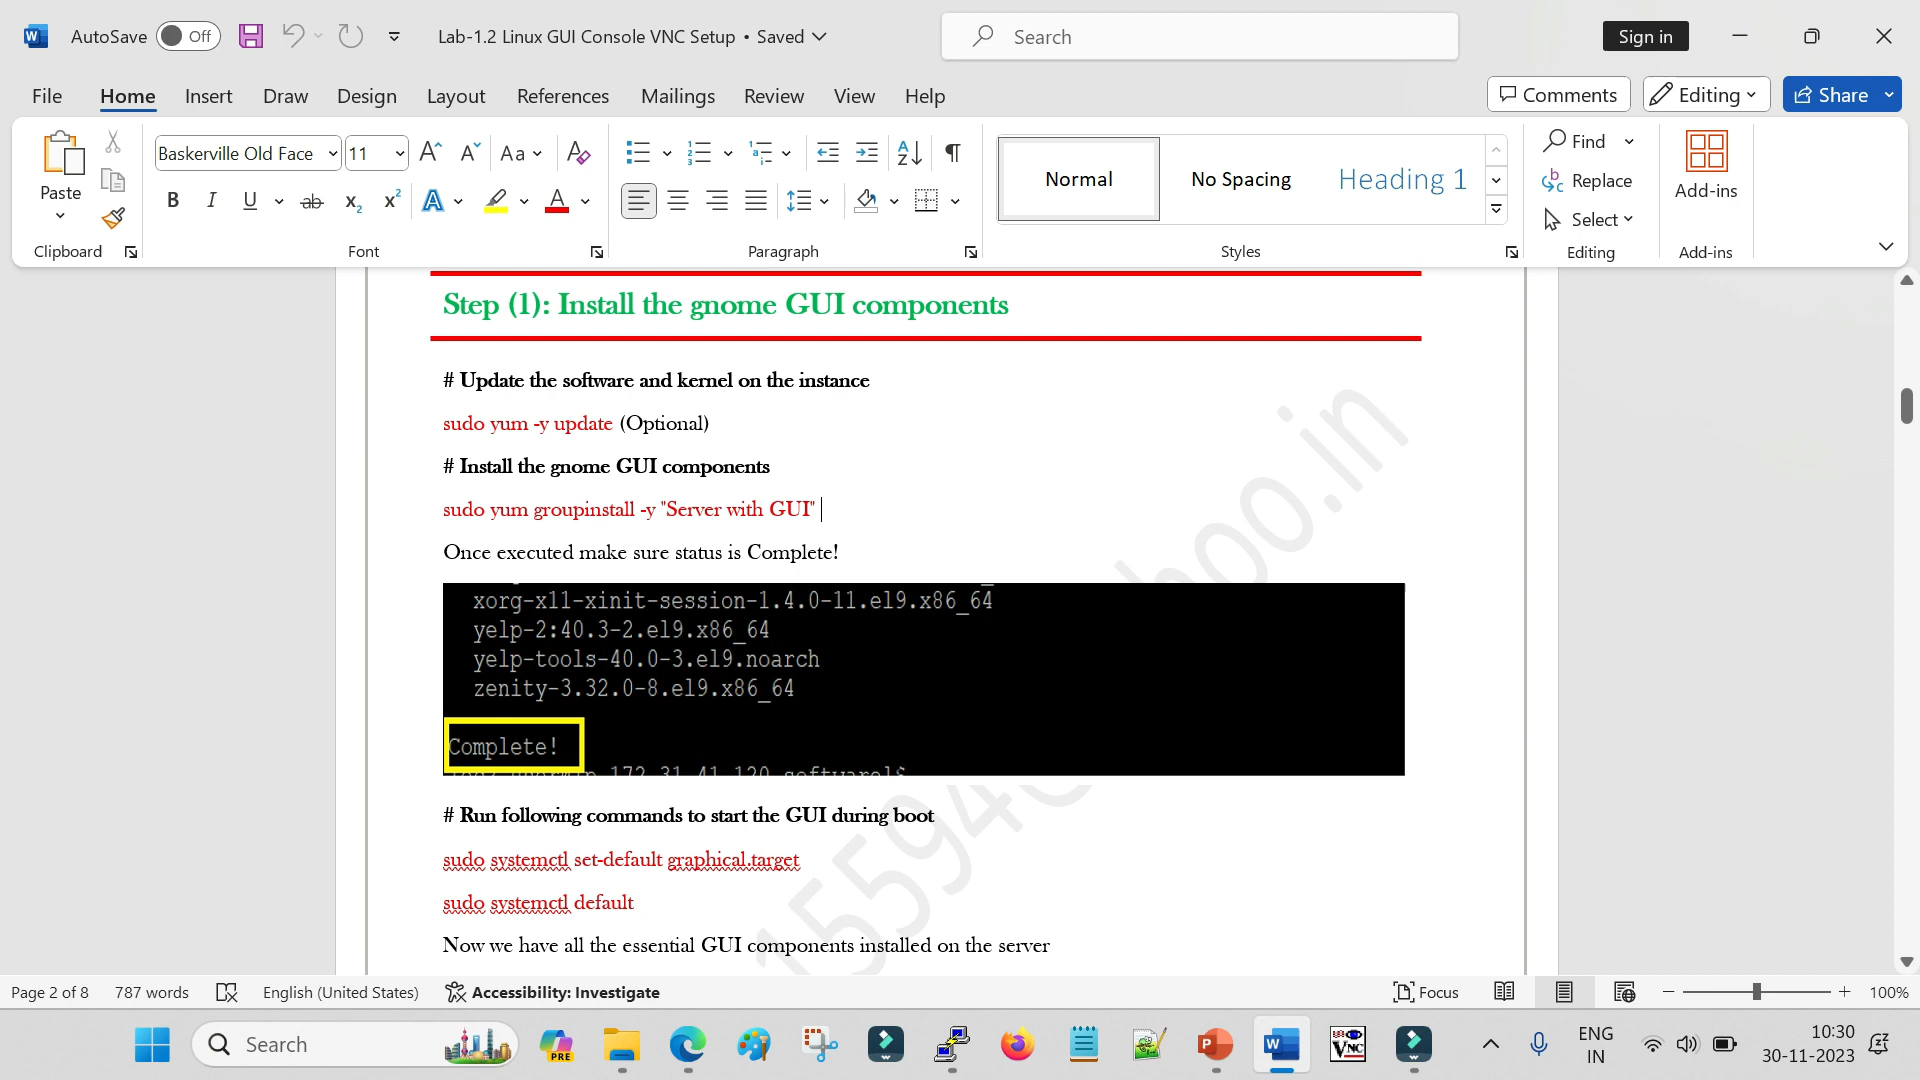 AutoSave Off Lab-1.2 Linux GUI Console VNC Setup • Saved Search Sign in
File Home Insert Draw Design Layout References Mailings Review View Help Comments Editing Share
Paste
Baskerville Old Face 11
Normal No Spacing Heading 1
Find
Replace
Select
Add-ins
Clipboard Font Paragraph Styles Editing Add-ins
Step (1): Install the gnome GUI components
# Update the software and kernel on the instance
sudo yum -y update (Optional)
# Install the gnome GUI components
sudo yum groupinstall -y "Server with GUI"
Once executed make sure status is Complete!
xorg-x11-xinit-session-1.4.0-11.el9.x86_64
yelp-2:40.3-2.el9.x86_64
yelp-tools-40.0-3.el9.noarch
zenity-3.32.0-8.el9.x86_64
Complete!
# Run following commands to start the GUI during boot
sudo systemctl set-default graphical.target
sudo systemctl default
Now we have all the essential GUI components installed on the server
Page 2 of 8 787 words English (United States) Accessibility: Investigate Focus 100%
Search
PRE
VNC
ENG
IN
10:30
30-11-2023